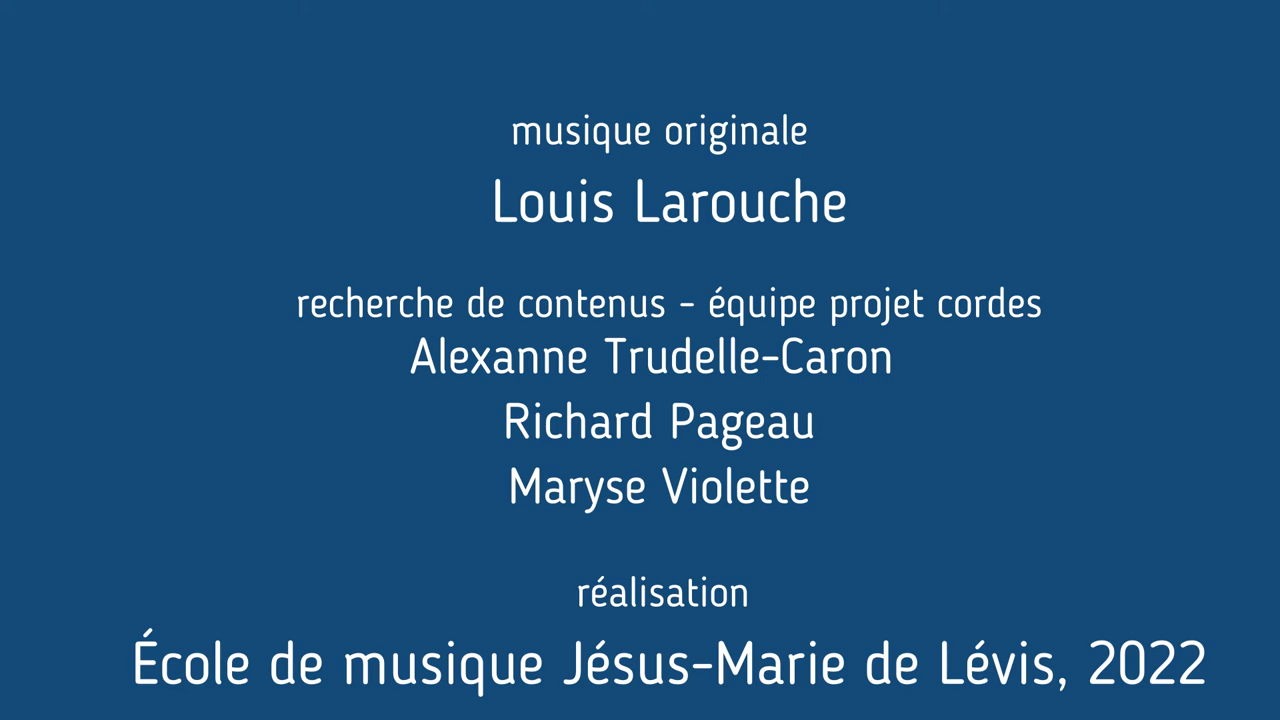 musique originale
Louis Larouche
recherche de contenus - équipe projet cordes
Alexanne Trudelle-Caron
Richard Pageau
Maryse Violette
réalisation
École de musique Jésus-Marie de Lévis, 2022